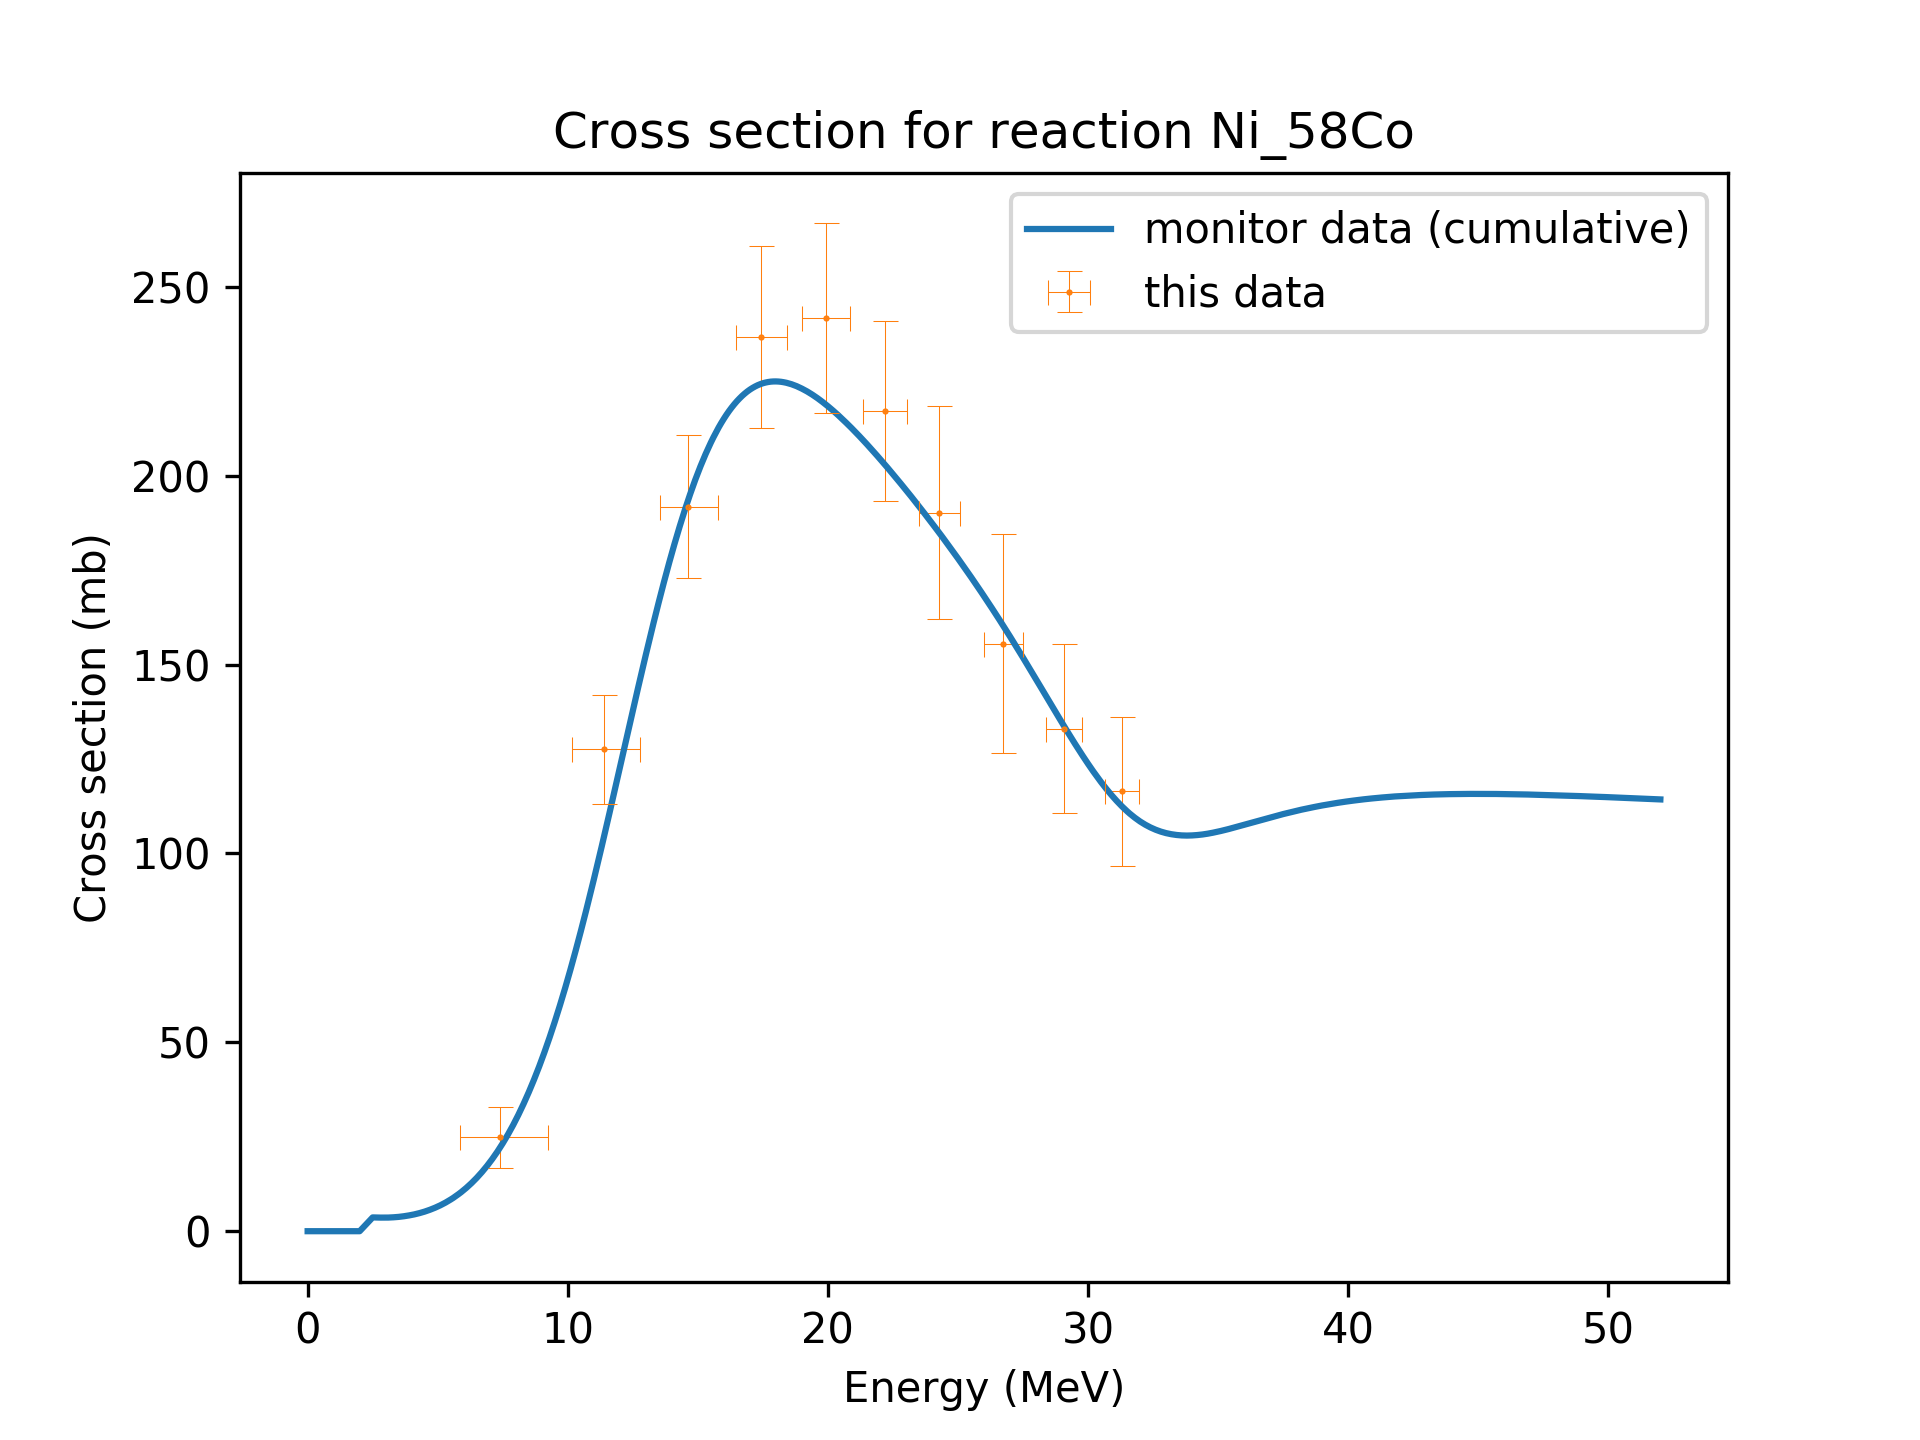 Cross section for reaction Ni_58Co
monitor data (cumulative)
this data
250
200
150
100
50
0
Cross section (mb)
0 10 20 30 40 50
Energy (MeV)